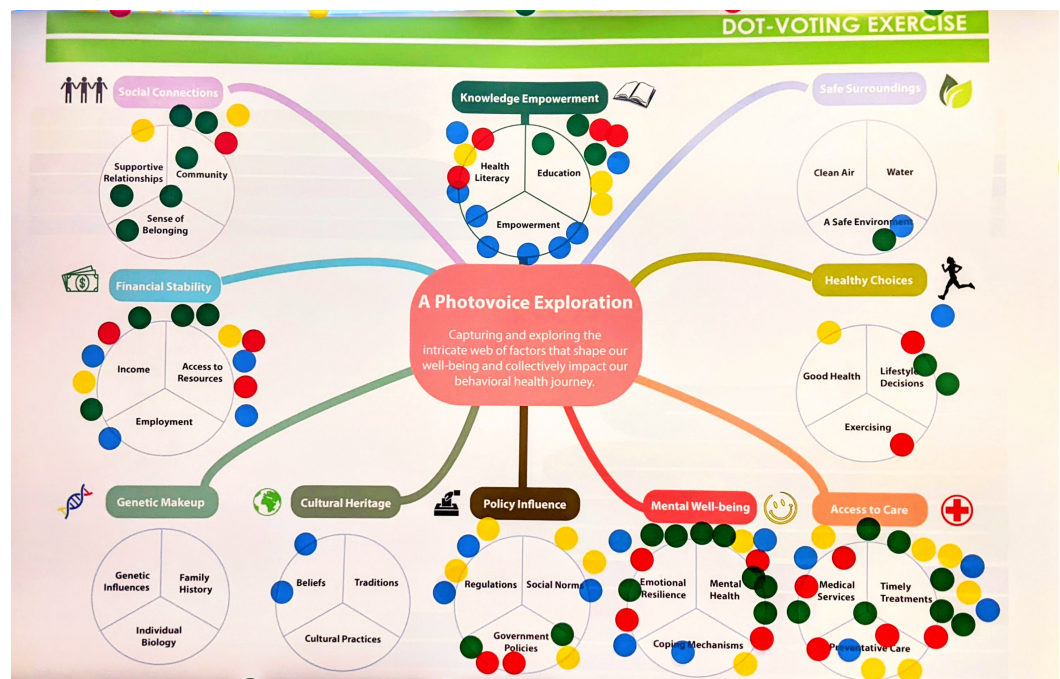 DOT-VOTING EXERCISE
Social Connections
Knowledge Empowerment
Safe Surroundings
Supportive
Relationships
Community
Sense of
Belonging
Health
Literacy
Education
Empowerment
Clean Air
Water
A Safe Environment
Financial Stability
Healthy Choices
A Photovoice Exploration
Capturing and exploring the
intricate web of factors that shape our
well-being and collectively impact our
behavioral health journey.
Income
Access to
Resources
Employment
Good Health
Lifestyle
Decisions
Exercising
Genetic Makeup
Cultural Heritage
Policy Influence
Mental Well-being
Access to Care
Genetic
Influences
Family
History
Individual
Biology
Beliefs
Traditions
Cultural Practices
Regulations
Social Norms
Government
Policies
Emotional
Resilience
Mental
Health
Coping Mechanisms
Medical
Services
Timely
Treatments
Preventative Care